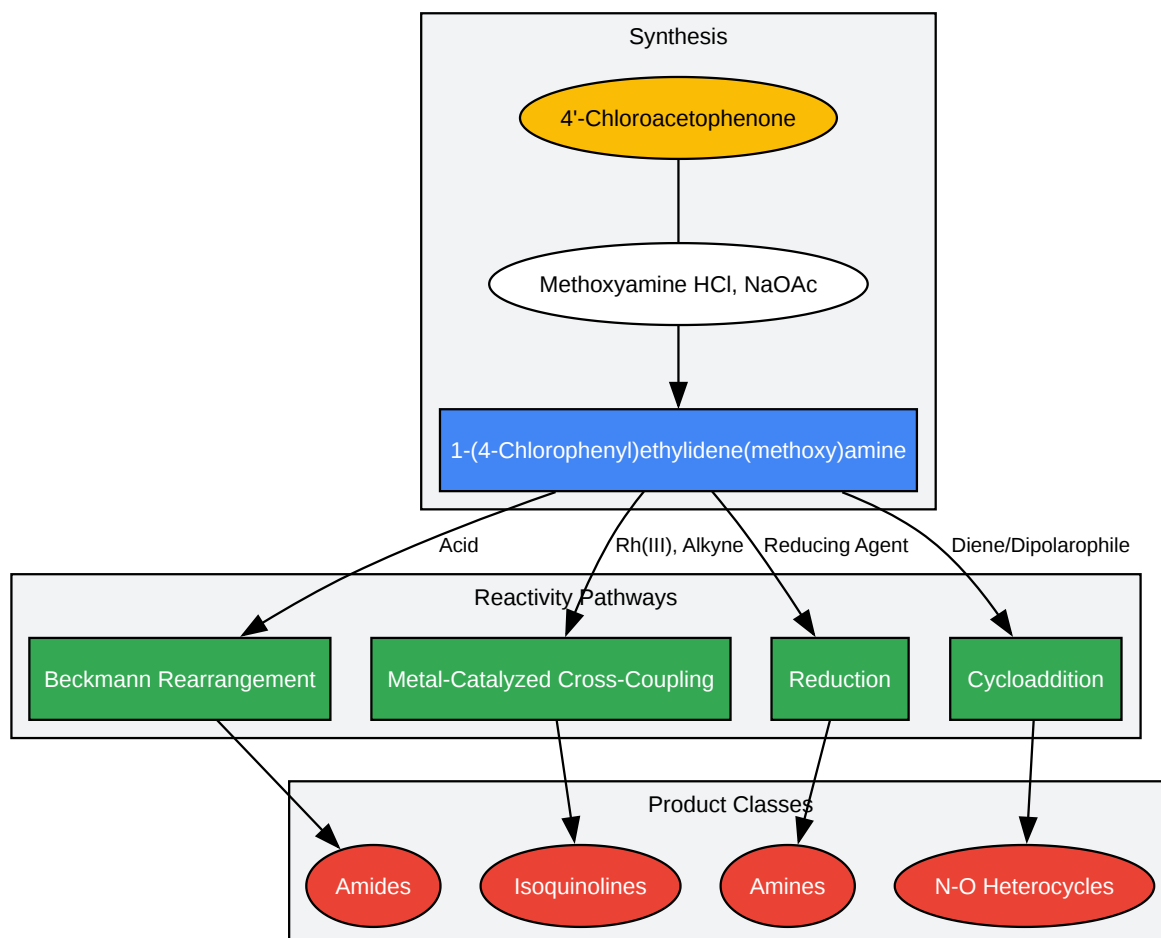 Synthesis
4'-Chloroacetophenone
Methoxyamine HCl, NaOAc
1-(4-Chlorophenyl)ethylidene(methoxy)amine
Acid
Rh(III), Alkyne
Reducing Agent
Diene/Dipolarophile
Reactivity Pathways
Beckmann Rearrangement
Metal-Catalyzed Cross-Coupling
Reduction
Cycloaddition
Product Classes
Amides
Isoquinolines
Amines
N-O Heterocycles